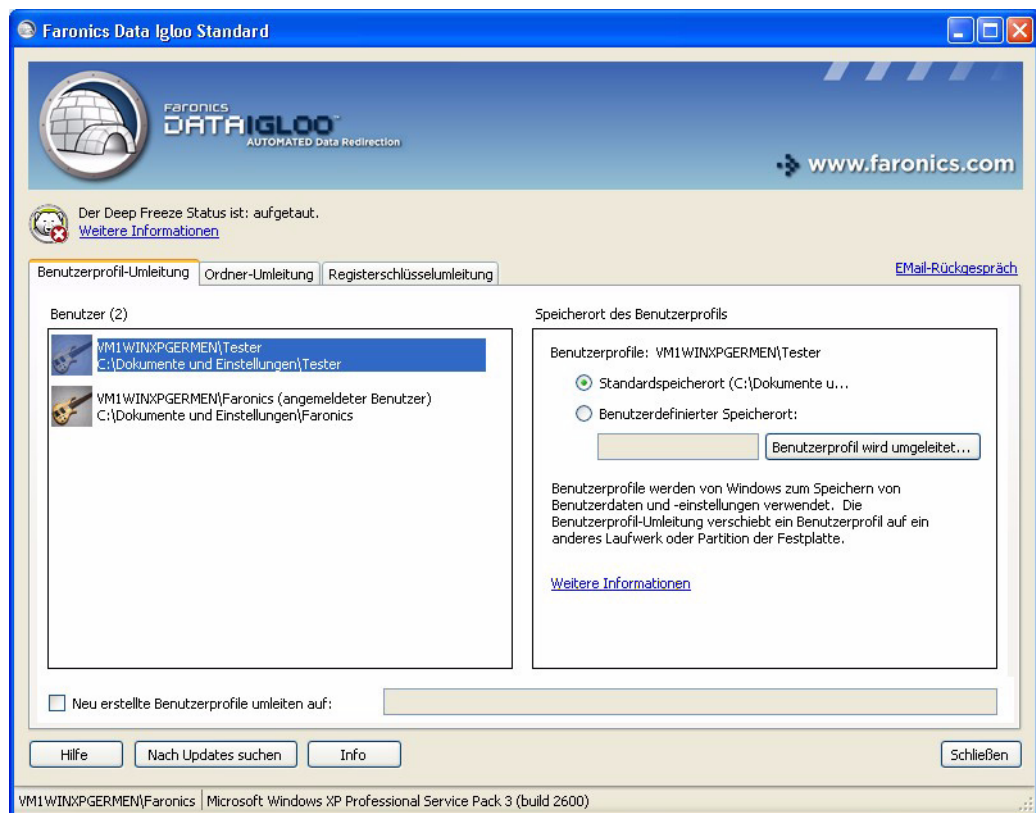 Faronics Data Igloo Standard
Faronics
DATAIGLOO™
AUTOMATED Data Redirection
www.faronics.com
Der Deep Freeze Status ist: aufgetaut.
Weitere Informationen
Benutzerprofil-Umleitung
Ordner-Umleitung
Registerschlüsselumleitung
EMail-Rückgespräch
Benutzer (2)
VM1WINXPGERMEN\Tester
C:\Dokumente und Einstellungen\Tester
VM1WINXPGERMEN\Faronics (angemeldeter Benutzer)
C:\Dokumente und Einstellungen\Faronics
Speicherort des Benutzerprofils
Benutzerprofile: VM1WINXPGERMEN\Tester
Standardspeicherort (C:\Dokumente u...
Benutzerdefinierter Speicherort:
Benutzerprofil wird umgeleitet...
Benutzerprofile werden von Windows zum Speichern von
Benutzerdaten und -einstellungen verwendet. Die
Benutzerprofil-Umleitung verschiebt ein Benutzerprofil auf ein
anderes Laufwerk oder Partition der Festplatte.
Weitere Informationen
Neu erstellte Benutzerprofile umleiten auf:
Hilfe
Nach Updates suchen
Info
Schließen
VM1WINXPGERMEN\Faronics
Microsoft Windows XP Professional Service Pack 3 (build 2600)